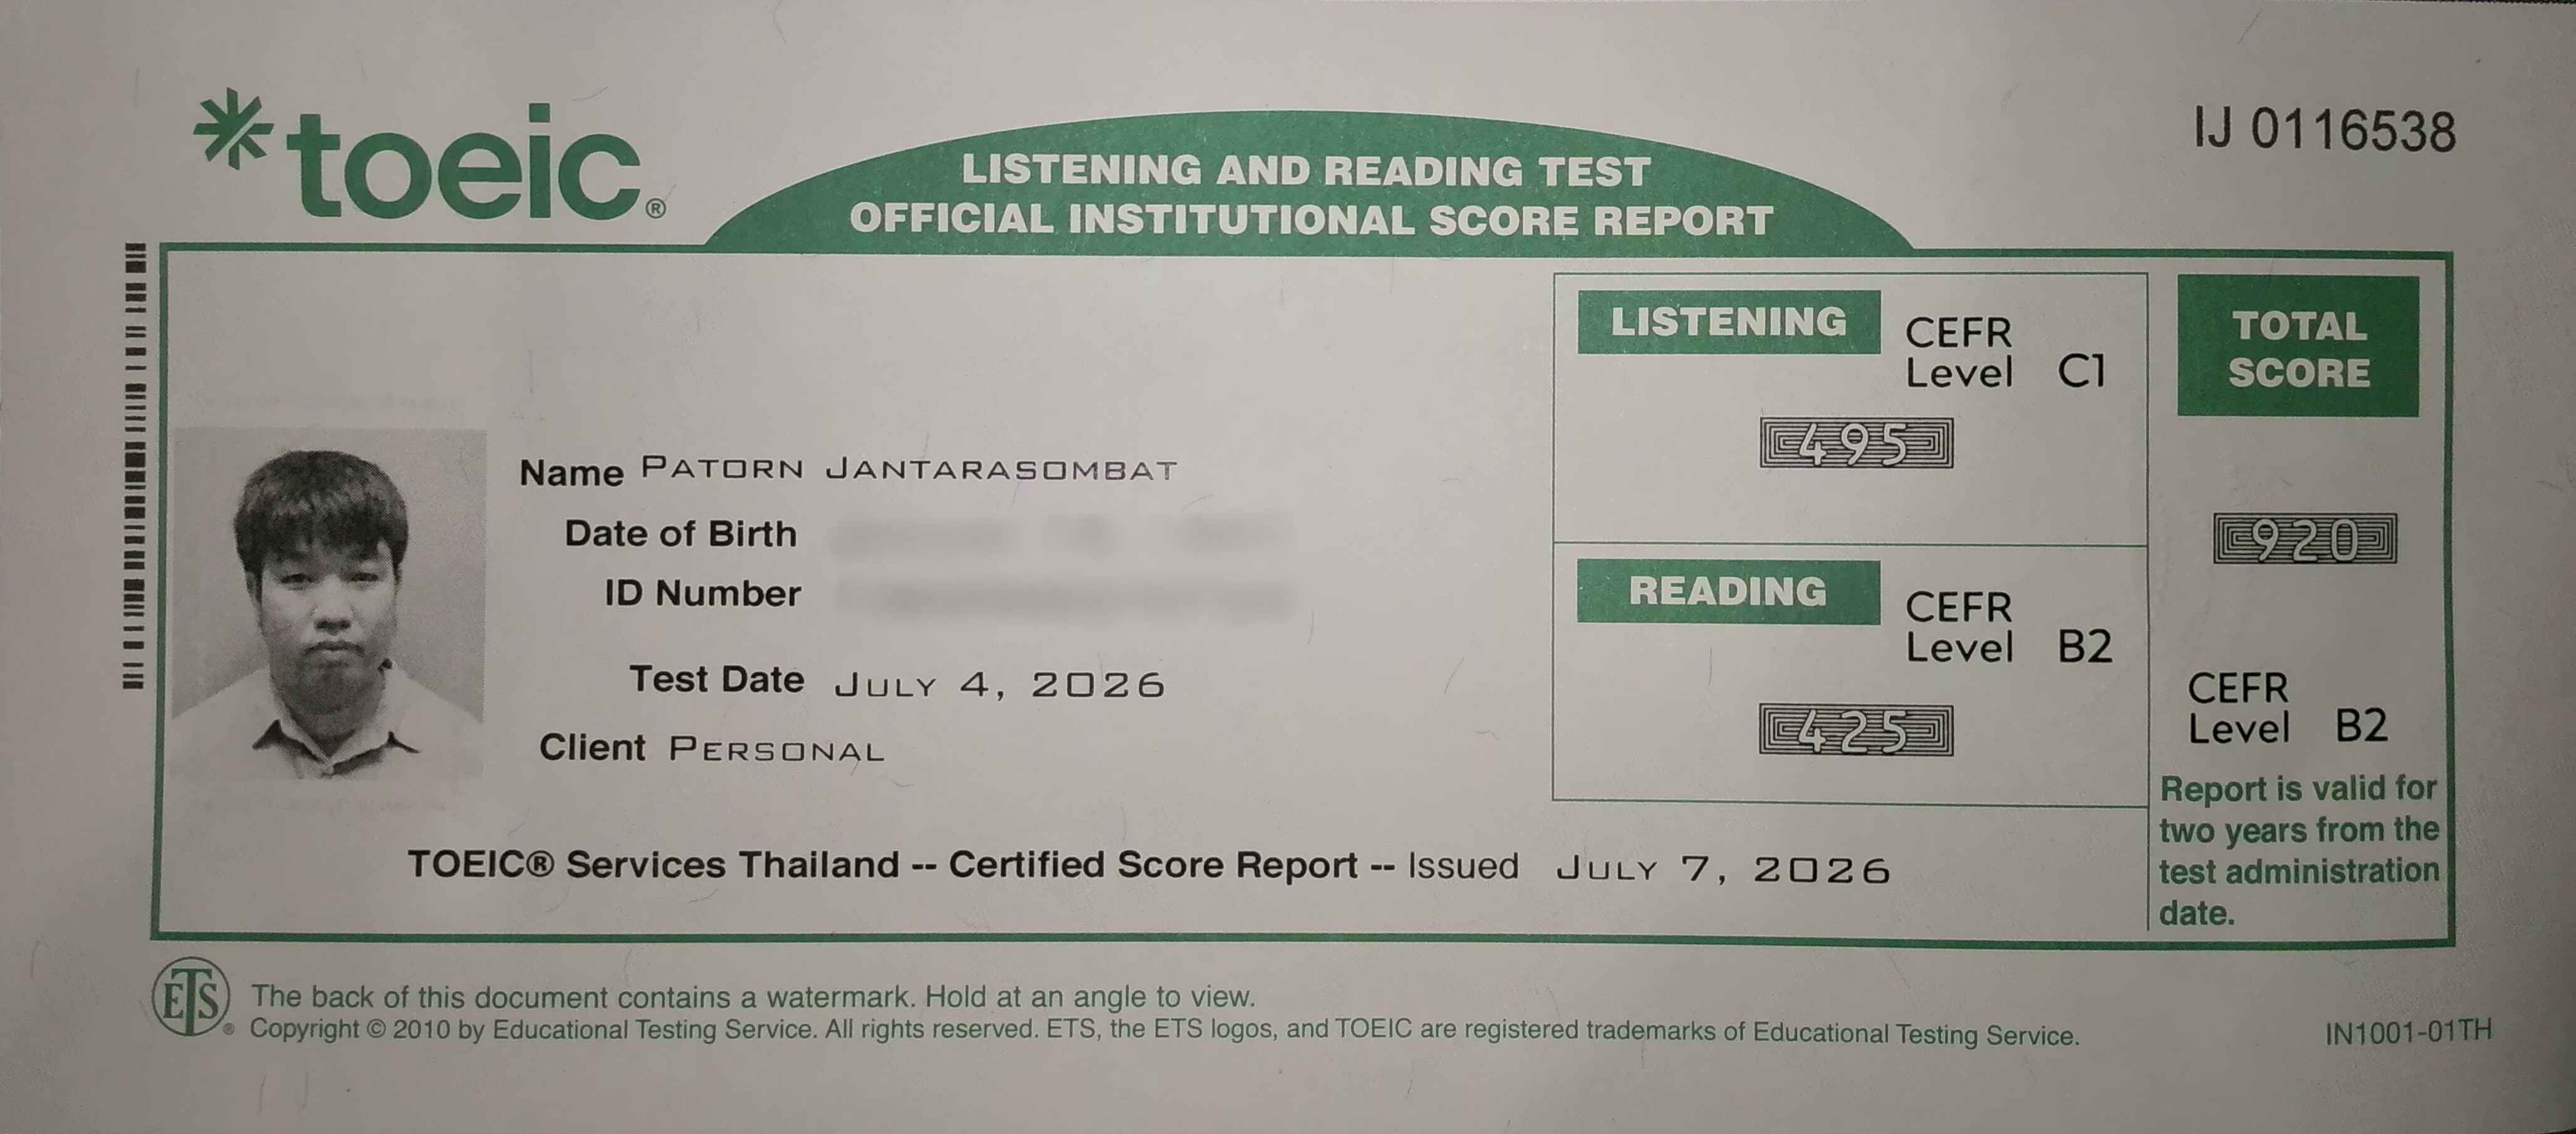 toeic®
LISTENING AND READING TEST
OFFICIAL INSTITUTIONAL SCORE REPORT
IJ 0116538
Name PATORN JANTARASOMBAT
Date of Birth
ID Number
Test Date JULY 4, 2026
Client PERSONAL
LISTENING
CEFR
Level C1
495
READING
CEFR
Level B2
425
TOTAL
SCORE
920
CEFR
Level B2
Report is valid for
two years from the
test administration
date.
TOEIC® Services Thailand -- Certified Score Report -- Issued JULY 7, 2026
ETS®
The back of this document contains a watermark. Hold at an angle to view.
Copyright © 2010 by Educational Testing Service. All rights reserved. ETS, the ETS logos, and TOEIC are registered trademarks of Educational Testing Service.
IN1001-01TH